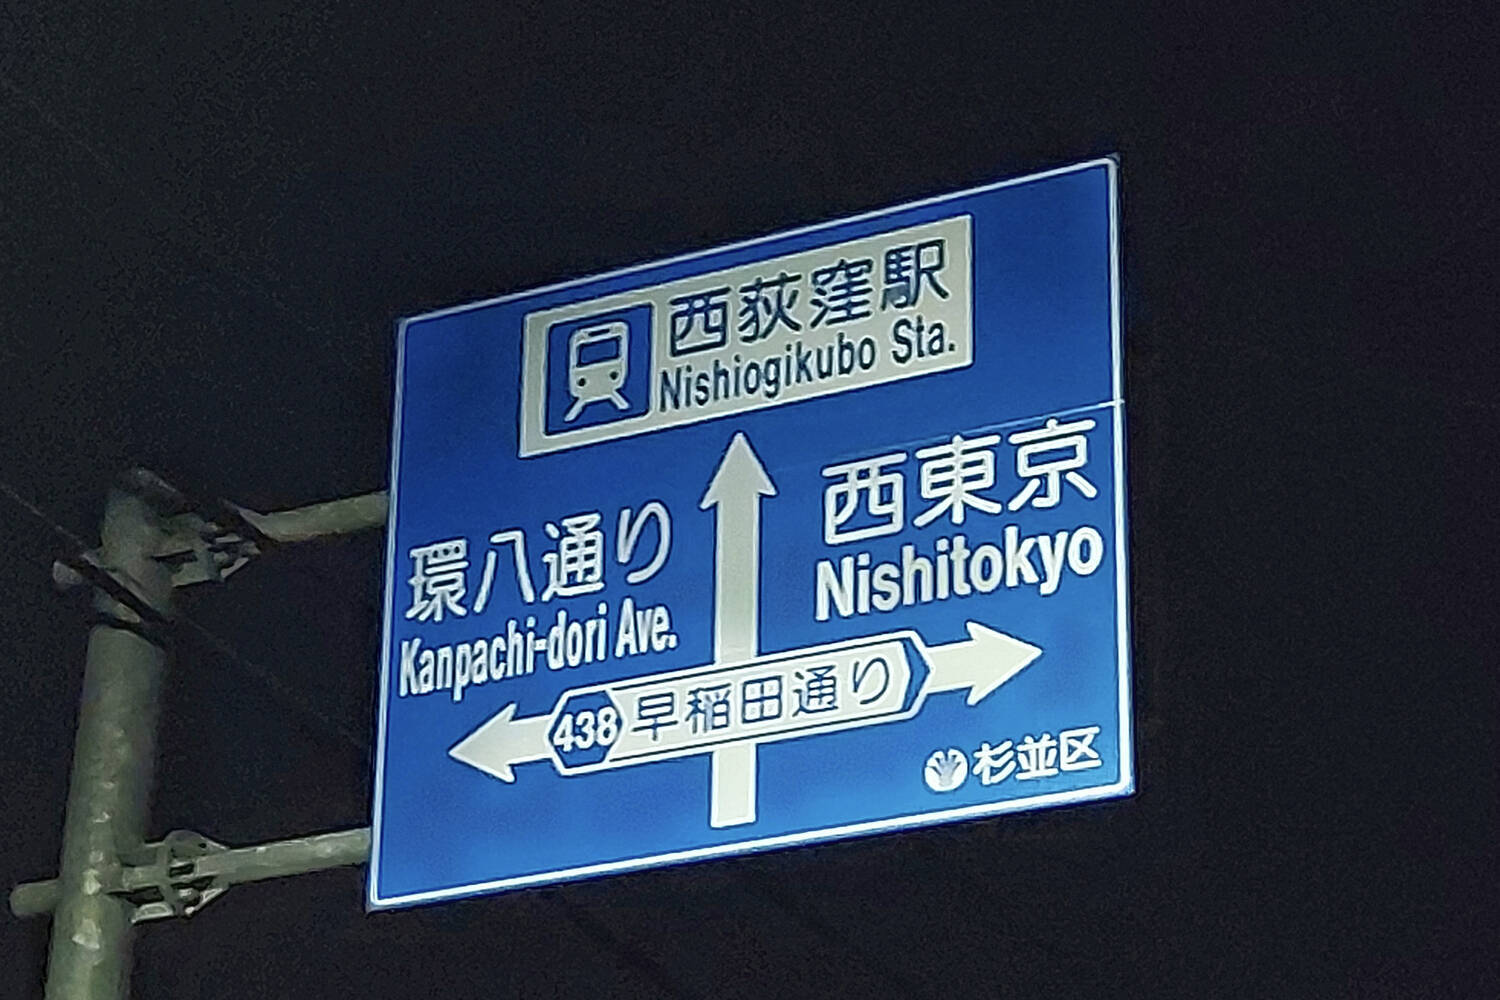 西荻窪駅
Nishiogikubo Sta.
環八通り
Kanpachi-dori Ave.
西東京
Nishitokyo
438 早稲田通り
杉並区